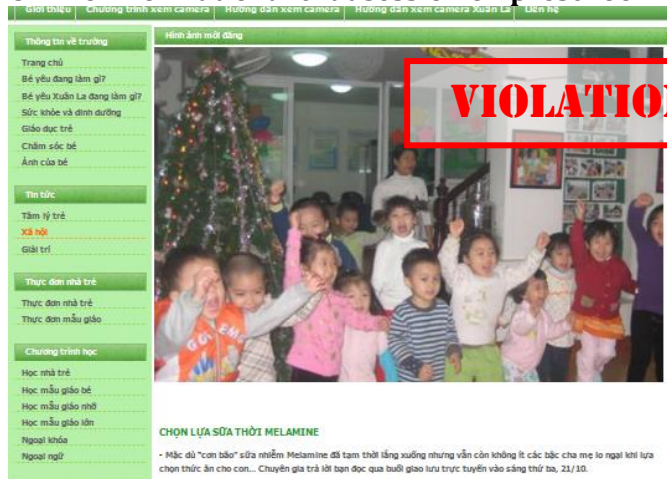 Giới thiệu Chương trình xem camera Hướng dẫn xem camera Hướng dẫn xem camera Xuân La Liên hệ
Thông tin về trường
Trang chủ
Bé yêu đang làm gì?
Bé yêu Xuân La đang làm gì?
Sức khỏe và dinh dưỡng
Giáo dục trẻ
Chăm sóc bé
Ảnh của bé
Tin tức
Tâm lý trẻ
Xã hội
Giải trí
Thực đơn nhà trẻ
Thực đơn nhà trẻ
Thực đơn mẫu giáo
Chương trình học
Học nhà trẻ
Học mẫu giáo bé
Học mẫu giáo nhỡ
Học mẫu giáo lớn
Ngoại khóa
Ngoại ngữ
Hình ảnh mới đăng
VIOLATION
CHỌN LỰA SỮA THỜI MELAMINE
- Mặc dù "cơn bão" sữa nhiễm Melamine đã tạm thời lắng xuống nhưng vẫn còn không ít các bậc cha mẹ lo ngại khi lựa
chọn thức ăn cho con... Chuyên gia trả lời bạn đọc qua buổi giao lưu trực tuyến vào sáng thứ ba, 21/10.